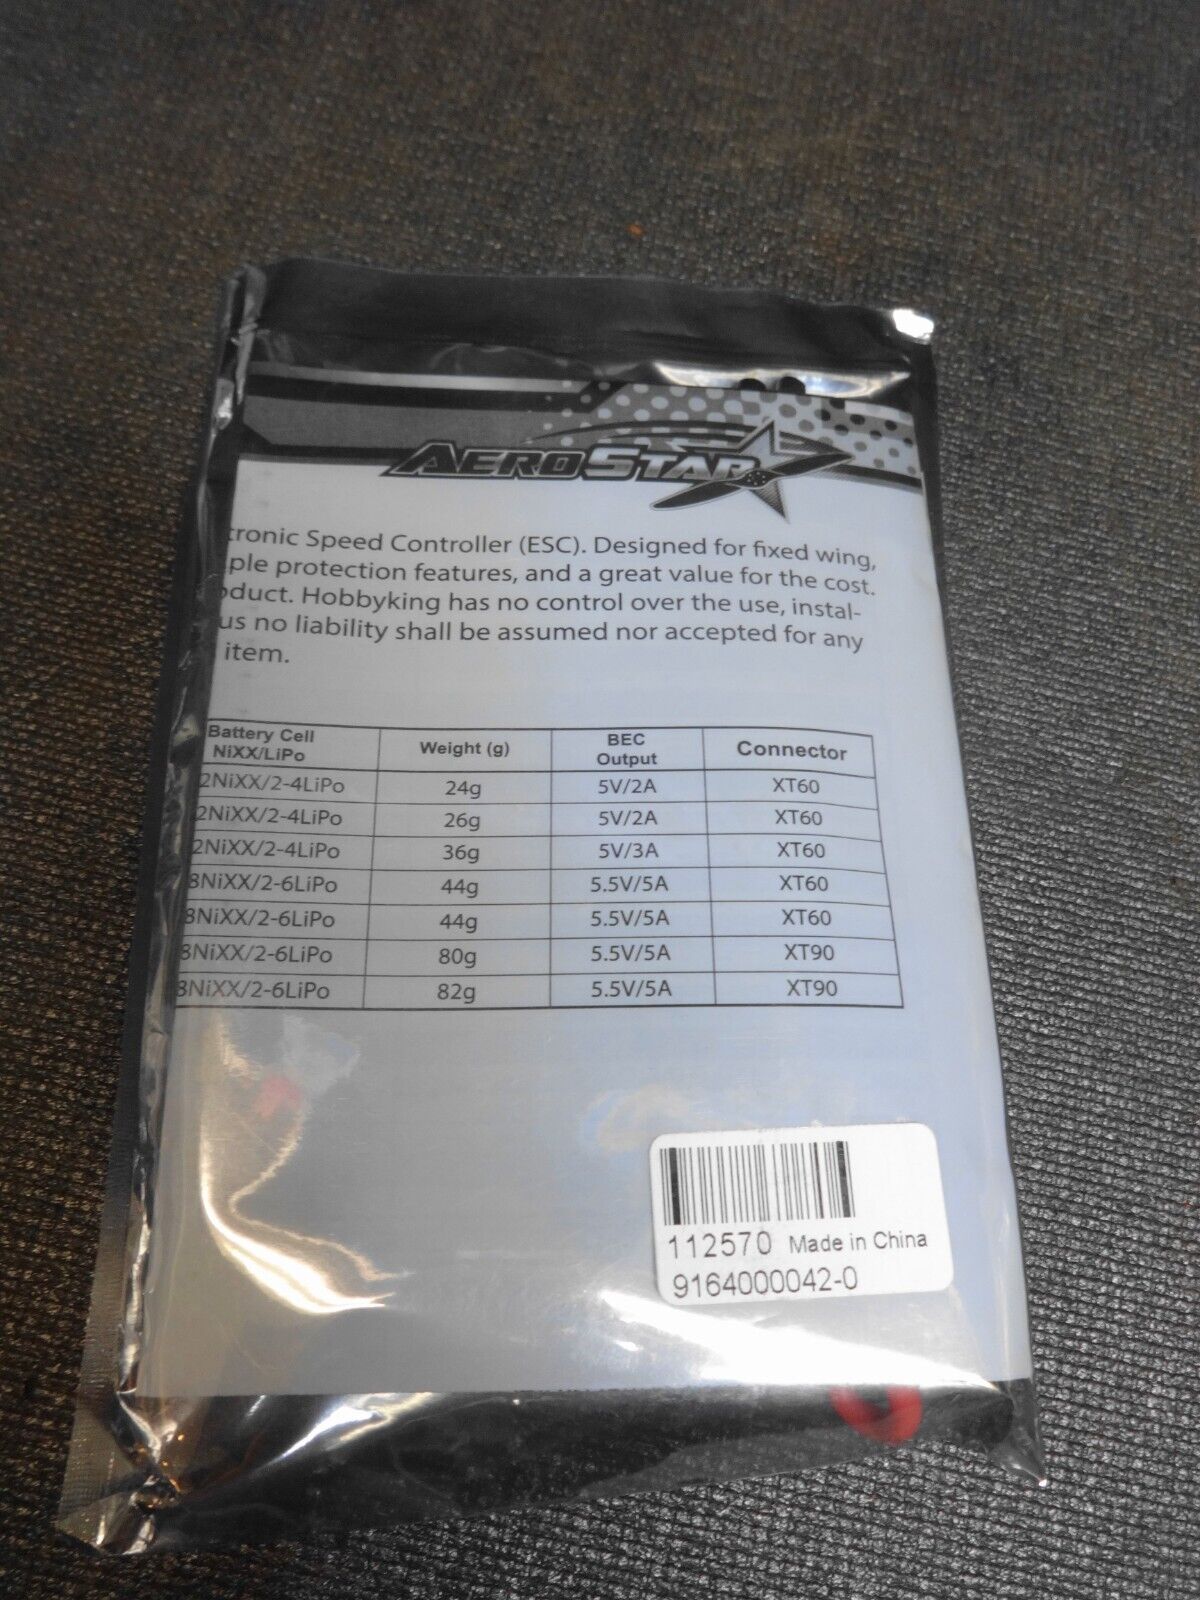 AEROSTAR
tronic Speed Controller (ESC). Designed for fixed wing,
ple protection features, and a great value for the cost.
oduct. Hobbyking has no control over the use, instal-
us no liability shall be assumed nor accepted for any
item.
Battery Cell NiXX/LiPo Weight (g) BEC Output Connector
2NiXX/2-4LiPo 24g 5V/2A XT60
2NiXX/2-4LiPo 26g 5V/2A XT60
2NiXX/2-4LiPo 36g 5V/3A XT60
8NiXX/2-6LiPo 44g 5.5V/5A XT60
8NiXX/2-6LiPo 44g 5.5V/5A XT60
8NiXX/2-6LiPo 80g 5.5V/5A XT90
8NiXX/2-6LiPo 82g 5.5V/5A XT90
112570 Made in China
9164000042-0